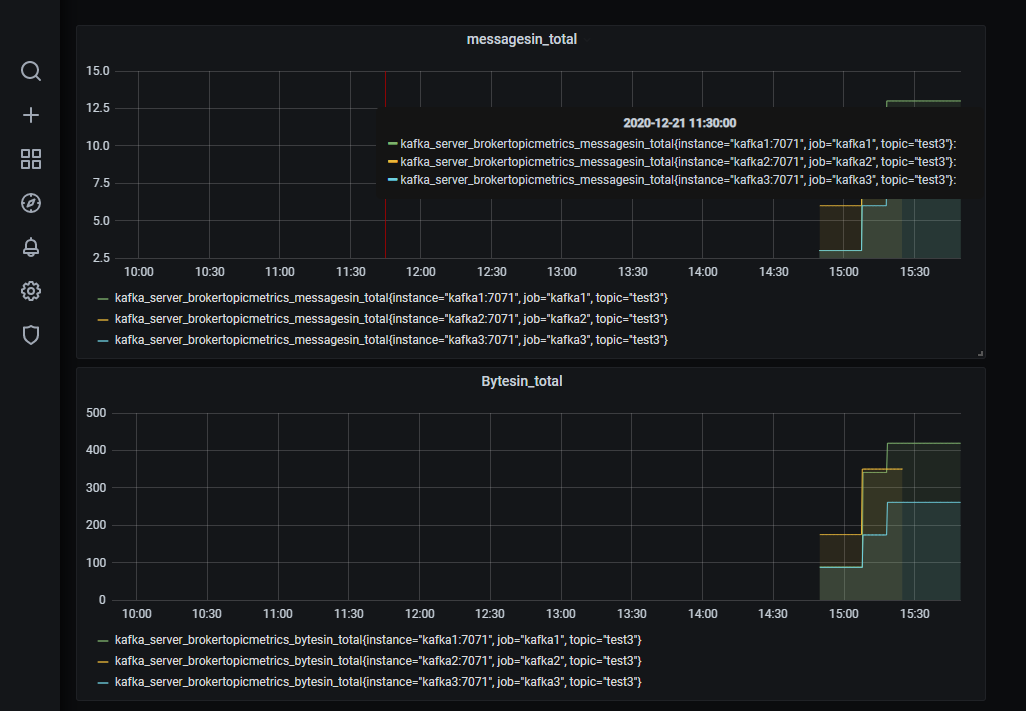 messagesin_total
15.0
12.5
10.0
7.5
5.0
2.5
2020-12-21 11:30:00
kafka_server_brokertopicmetrics_messagesin_total{instance="kafka1:7071", job="kafka1", topic="test3"}:
kafka_server_brokertopicmetrics_messagesin_total{instance="kafka2:7071", job="kafka2", topic="test3"}:
kafka_server_brokertopicmetrics_messagesin_total{instance="kafka3:7071", job="kafka3", topic="test3"}:
10:00 10:30 11:00 11:30 12:00 12:30 13:00 13:30 14:00 14:30 15:00 15:30
kafka_server_brokertopicmetrics_messagesin_total{instance="kafka1:7071", job="kafka1", topic="test3"}
kafka_server_brokertopicmetrics_messagesin_total{instance="kafka2:7071", job="kafka2", topic="test3"}
kafka_server_brokertopicmetrics_messagesin_total{instance="kafka3:7071", job="kafka3", topic="test3"}
Bytesin_total
500
400
300
200
100
0
10:00 10:30 11:00 11:30 12:00 12:30 13:00 13:30 14:00 14:30 15:00 15:30
kafka_server_brokertopicmetrics_bytesin_total{instance="kafka1:7071", job="kafka1", topic="test3"}
kafka_server_brokertopicmetrics_bytesin_total{instance="kafka2:7071", job="kafka2", topic="test3"}
kafka_server_brokertopicmetrics_bytesin_total{instance="kafka3:7071", job="kafka3", topic="test3"}